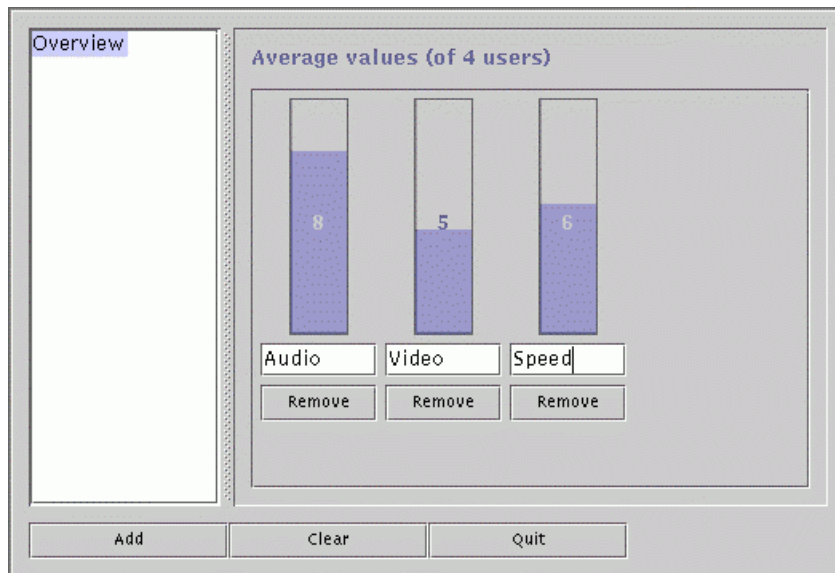 Overview
Average values (of 4 users)
8 5 6
Audio Video Speed
Remove Remove Remove
Add Clear Quit